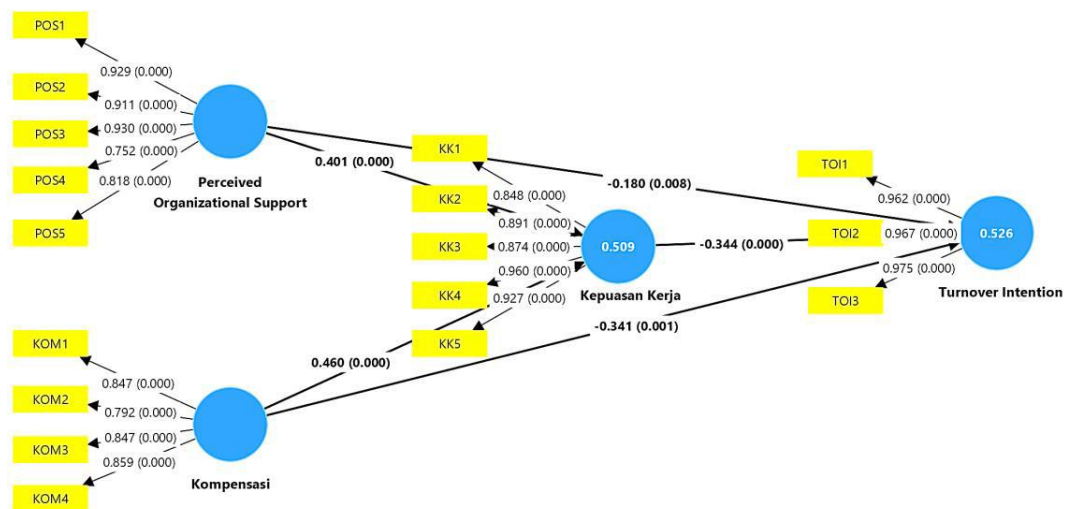 POS1
0.929 (0.000)
POS2
0.911 (0.000)
POS3
0.930 (0.000)
POS4
0.752 (0.000)
0.818 (0.000)
POS5
Perceived
Organizational Support
0.401 (0.000)
-0.180 (0.008)
KK1
0.848 (0.000)
KK2
0.891 (0.000)
KK3
0.874 (0.000)
KK4
0.960 (0.000)
0.927 (0.000)
KK5
0.509
Kepuasan Kerja
-0.344 (0.000)
TOI1
0.962 (0.000)
TOI2
0.967 (0.000)
0.975 (0.000)
TOI3
0.526
Turnover Intention
-0.341 (0.001)
0.460 (0.000)
KOM1
0.847 (0.000)
KOM2
0.792 (0.000)
KOM3
0.847 (0.000)
0.859 (0.000)
KOM4
Kompensasi